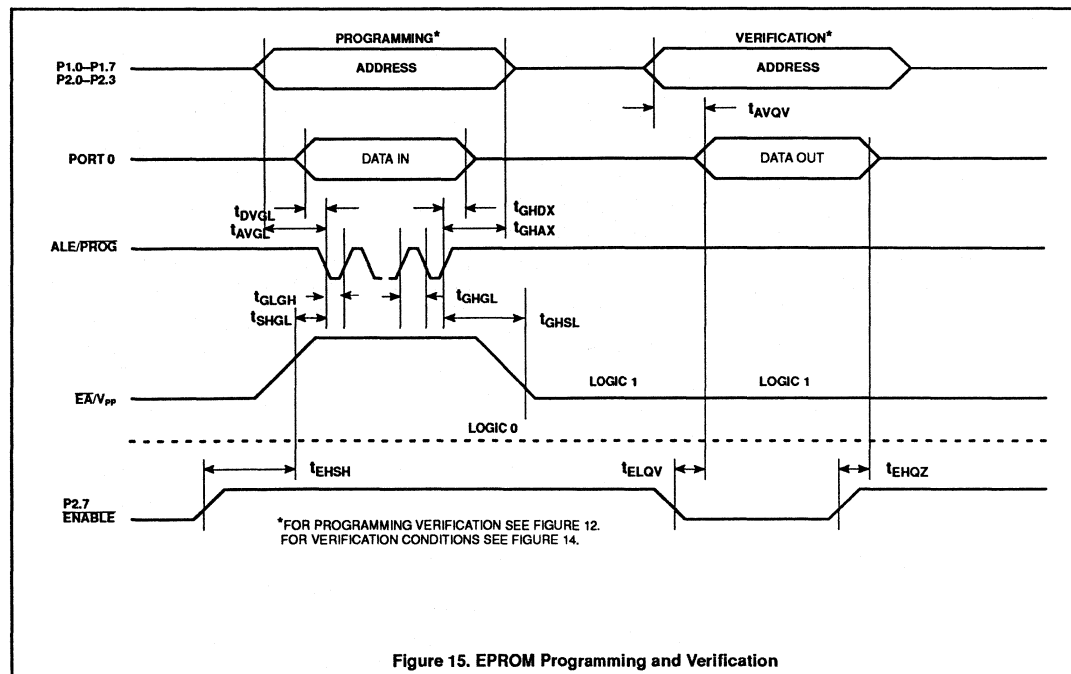 PROGRAMMING*
VERIFICATION*
P1.0–P1.7
P2.0–P2.3
ADDRESS
ADDRESS
tAVQV
PORT 0
DATA IN
DATA OUT
tDVGL
tGHDX
tAVGL
tGHAX
ALE/PROG
tGLGH
tGHGL
tSHGL
tGHSL
LOGIC 1
LOGIC 1
EA/VPP
LOGIC 0
tEHSH
tELQV
tEHQZ
P2.7
ENABLE
*FOR PROGRAMMING VERIFICATION SEE FIGURE 12.
FOR VERIFICATION CONDITIONS SEE FIGURE 14.
Figure 15. EPROM Programming and Verification